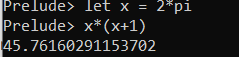 Prelude> let x = 2*pi
Prelude> x*(x+1)
45.76160291153702